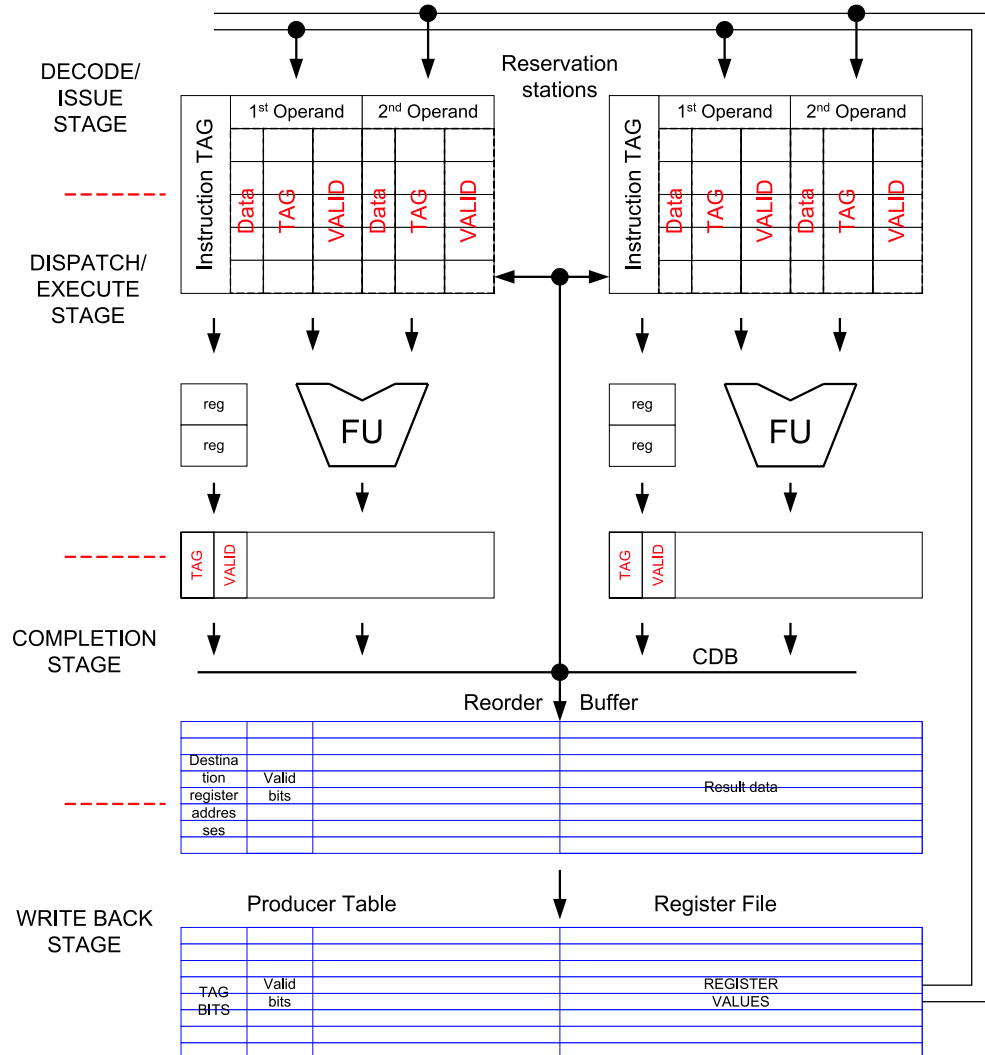 DECODE/
ISSUE
STAGE
Reservation
stations
Instruction TAG
1st Operand
2nd Operand
Data
TAG
VALID
Data
TAG
VALID
Instruction TAG
1st Operand
2nd Operand
Data
TAG
VALID
Data
TAG
VALID
DISPATCH/
EXECUTE
STAGE
reg
reg
FU
reg
reg
FU
TAG
VALID
TAG
VALID
COMPLETION
STAGE
CDB
Reorder Buffer
Destina
tion
register
addres
ses
Valid
bits
Result data
WRITE BACK
STAGE
Producer Table
Register File
TAG
BITS
Valid
bits
REGISTER
VALUES